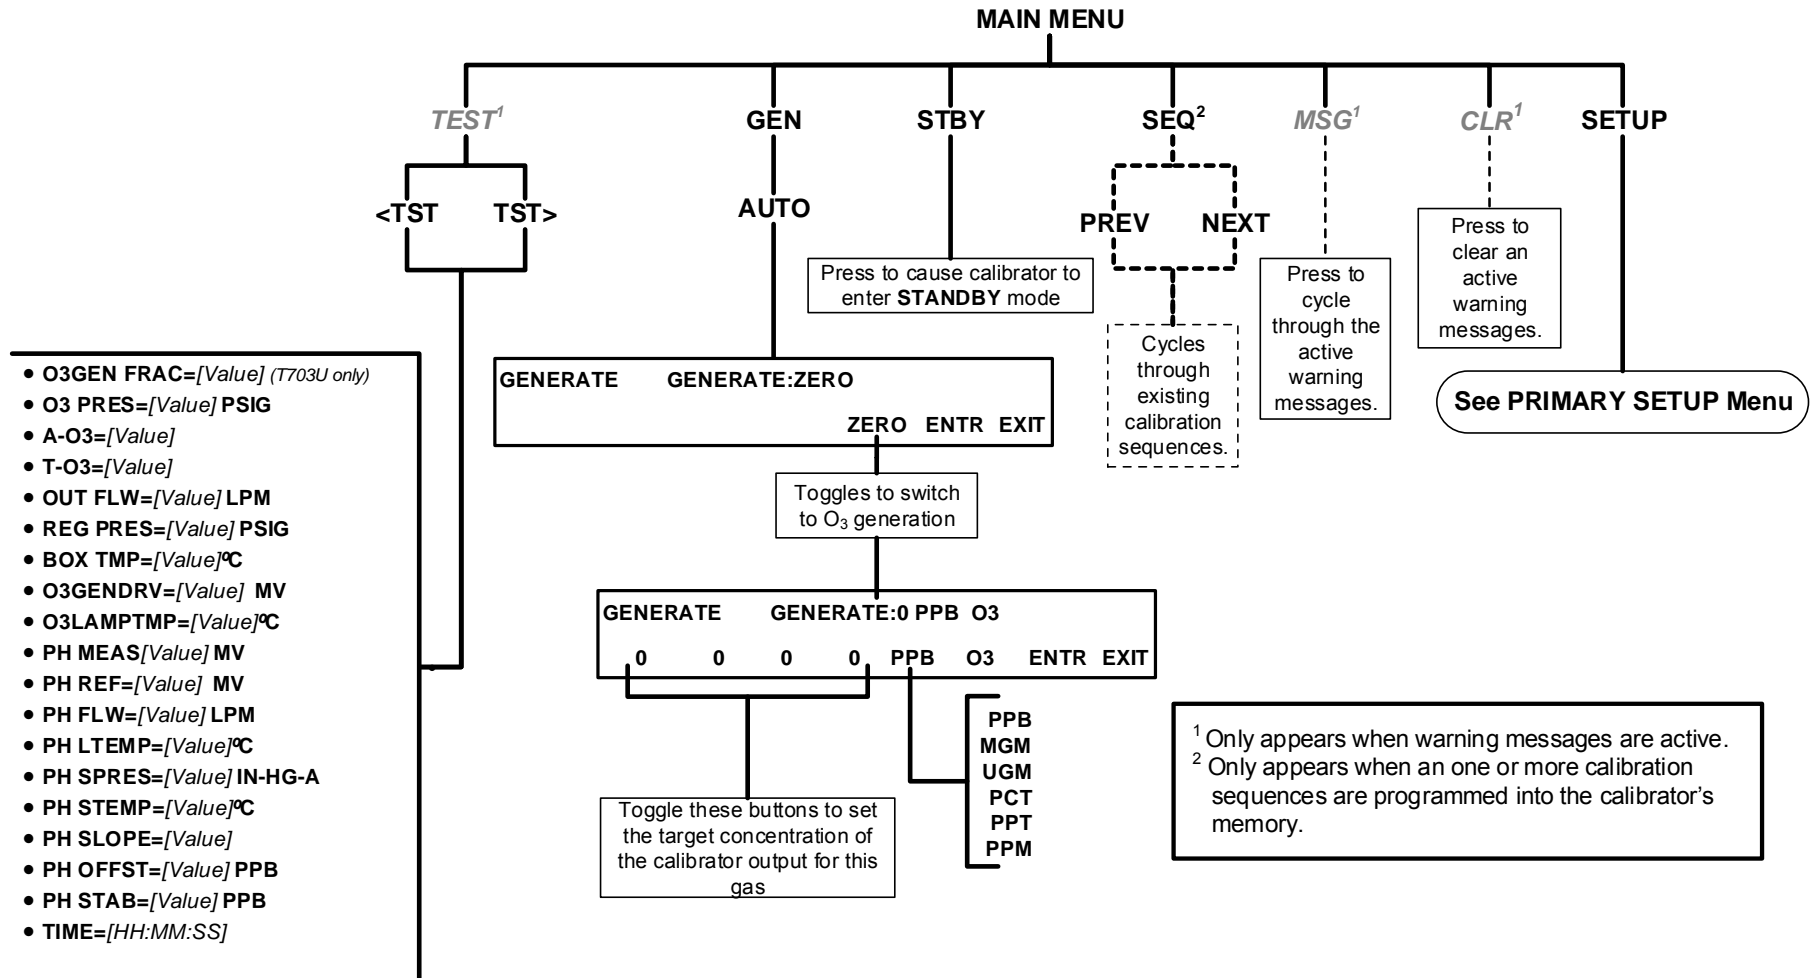 MAIN MENU
TEST¹ GEN STBY SEQ² MSG¹ CLR¹ SETUP
<TST TST>
AUTO
PREV NEXT
Press to cause calibrator to
enter STANDBY mode
Cycles
through
existing
calibration
sequences.
Press to
cycle
through the
active
warning
messages.
Press to
clear an
active
warning
messages.
See PRIMARY SETUP Menu
• O3GEN FRAC=[Value] (T703U only)
• O3 PRES=[Value] PSIG
• A-O3=[Value]
• T-O3=[Value]
• OUT FLW=[Value] LPM
• REG PRES=[Value] PSIG
• BOX TMP=[Value]ºC
• O3GENDRV=[Value] MV
• O3LAMPTMP=[Value]ºC
• PH MEAS[Value] MV
• PH REF=[Value] MV
• PH FLW=[Value] LPM
• PH LTEMP=[Value]ºC
• PH SPRES=[Value] IN-HG-A
• PH STEMP=[Value]ºC
• PH SLOPE=[Value]
• PH OFFST=[Value] PPB
• PH STAB=[Value] PPB
• TIME=[HH:MM:SS]
GENERATE GENERATE:ZERO
ZERO ENTR EXIT
Toggles to switch
to O₃ generation
GENERATE GENERATE:0 PPB O3
0 0 0 0 PPB O3 ENTR EXIT
PPB
MGM
UGM
PCT
PPT
PPM
Toggle these buttons to set
the target concentration of
the calibrator output for this
gas
¹ Only appears when warning messages are active.
² Only appears when an one or more calibration
sequences are programmed into the calibrator’s
memory.